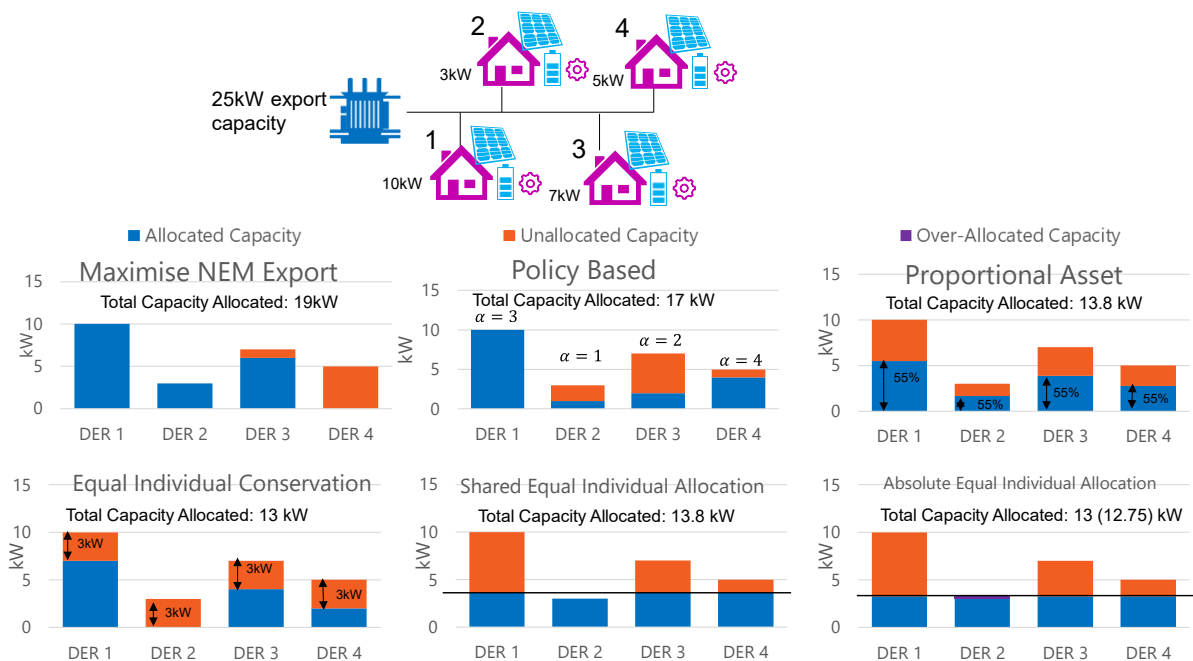 2
4
3kW
5kW
25kW export
capacity
1
3
10kW
7kW
Allocated Capacity
Unallocated Capacity
Over-Allocated Capacity
Maximise NEM Export
Total Capacity Allocated: 19kW
15
10
5
0
kW
DER 1 DER 2 DER 3 DER 4
Policy Based
Total Capacity Allocated: 17 kW
15
10
5
0
kW
α = 3
α = 1
α = 2
α = 4
DER 1 DER 2 DER 3 DER 4
Proportional Asset
Total Capacity Allocated: 13.8 kW
15
10
5
0
kW
55%
55%
55%
55%
DER 1 DER 2 DER 3 DER 4
Equal Individual Conservation
Total Capacity Allocated: 13 kW
15
10
5
0
kW
3kW
3kW
3kW
3kW
DER 1 DER 2 DER 3 DER 4
Shared Equal Individual Allocation
Total Capacity Allocated: 13.8 kW
15
10
5
0
kW
DER 1 DER 2 DER 3 DER 4
Absolute Equal Individual Allocation
Total Capacity Allocated: 13 (12.75) kW
15
10
5
0
kW
DER 1 DER 2 DER 3 DER 4